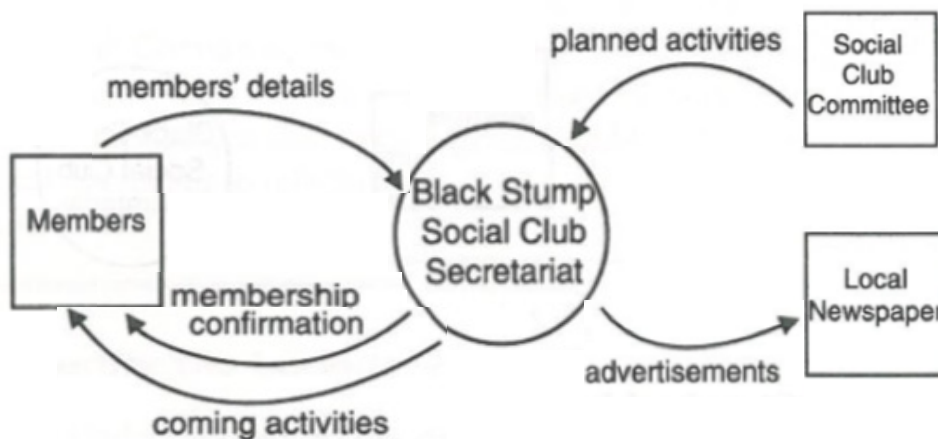 planned activities
Social
Club
Committee
members' details
Members
Black Stump
Social Club
Secretariat
Local
Newspaper
membership
confirmation
advertisements
coming activities